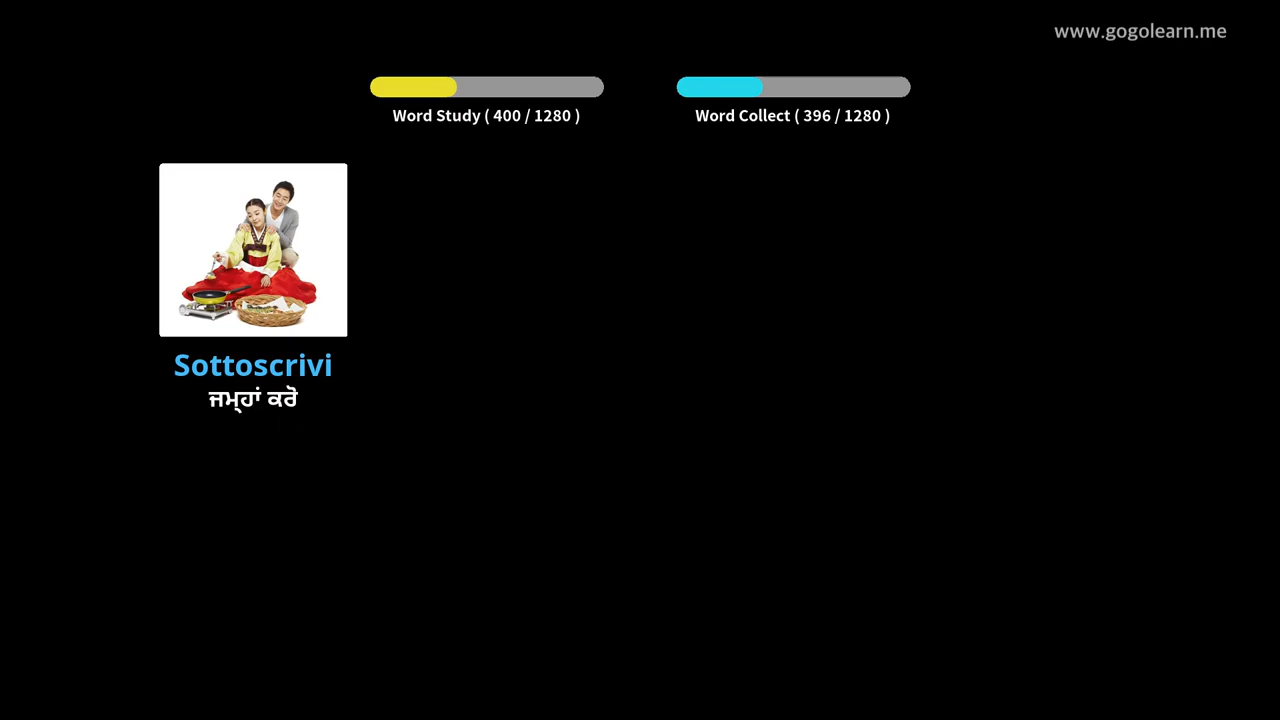 www.gogolearn.me
Word Study ( 400 / 1280 )
Word Collect ( 396 / 1280 )
Sottoscrivi
ਜਮ੍ਹਾਂ ਕਰੋ